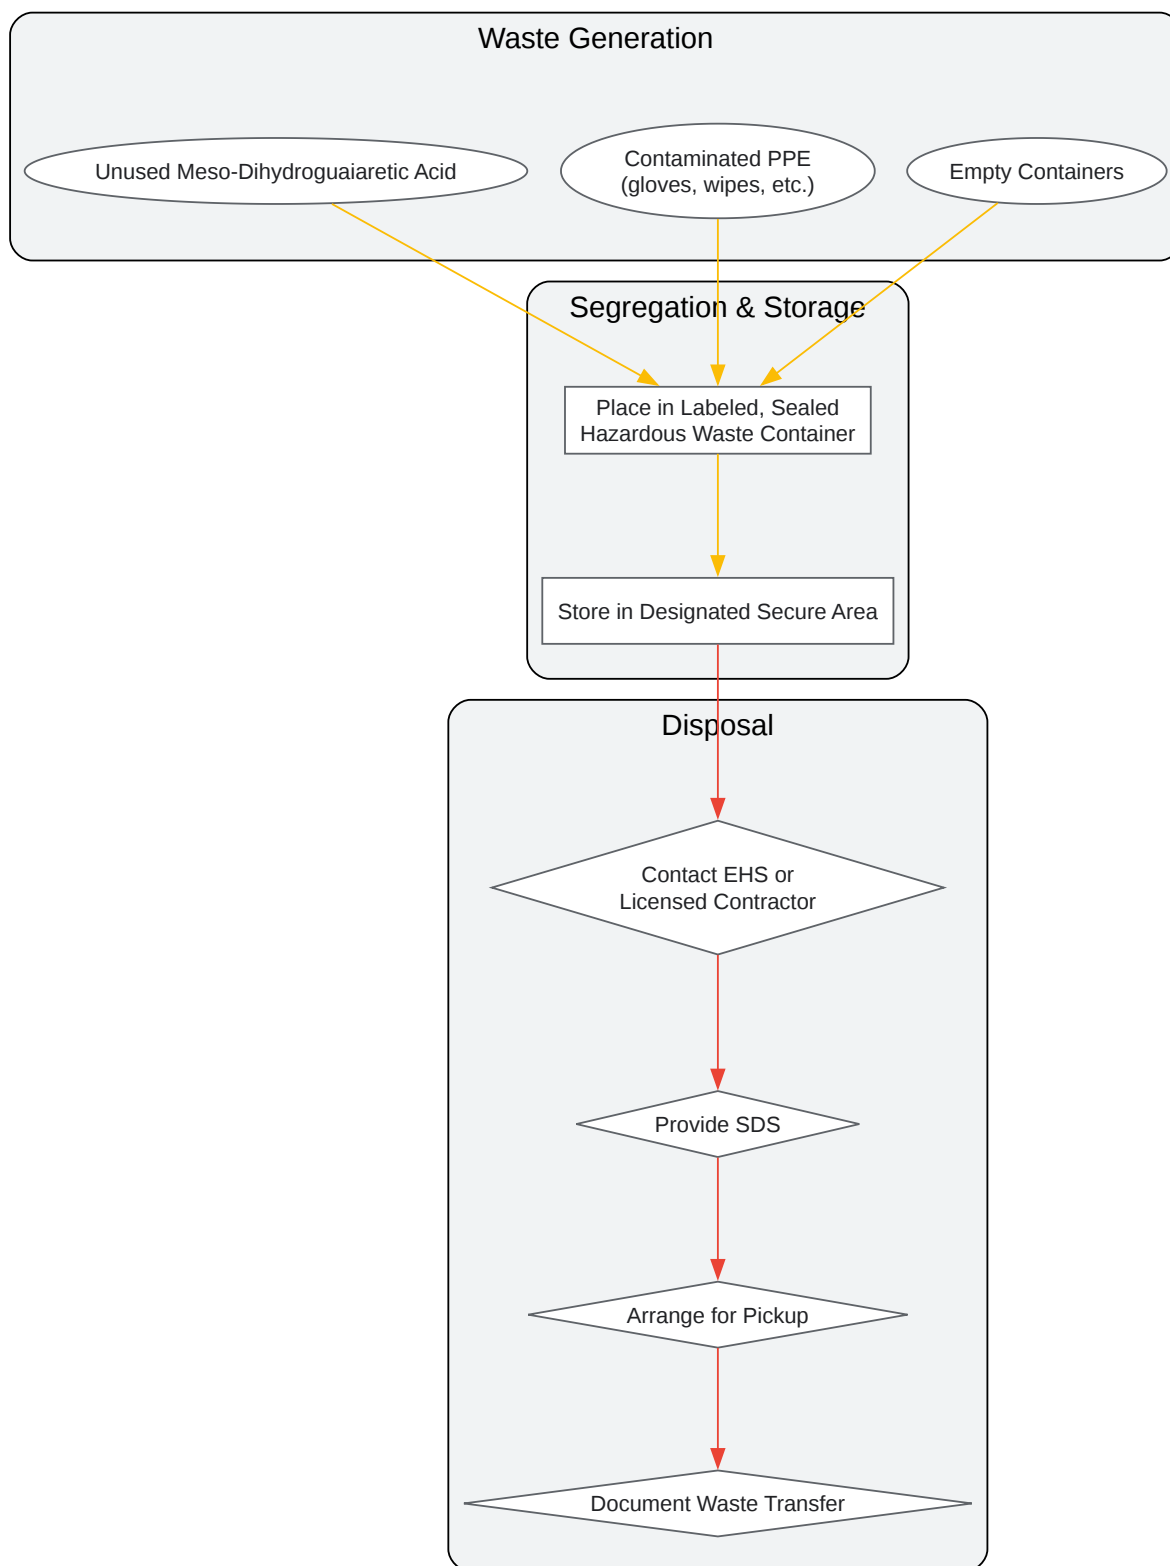 Waste Generation
Unused Meso-Dihydroguaiaretic Acid
Contaminated PPE
(gloves, wipes, etc.)
Empty Containers
Segregation & Storage
Place in Labeled, Sealed
Hazardous Waste Container
Store in Designated Secure Area
Disposal
Contact EHS or
Licensed Contractor
Provide SDS
Arrange for Pickup
Document Waste Transfer